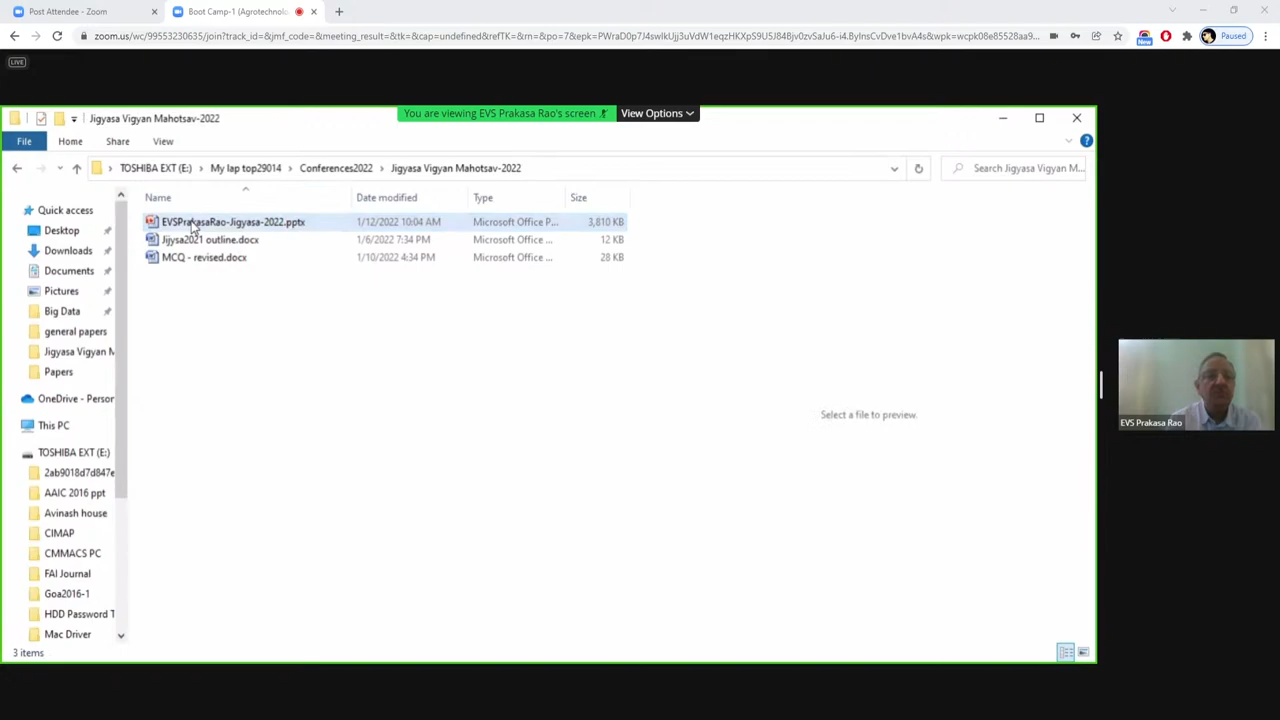 Post Attendee - Zoom
Boot Camp-1 (Agrotechnolo
zoom.us/wc/99553230635/join?track_id=&jmf_code=&meeting_result=&tk=&cap=undefined&refTK=&rn=&po=7&epk=
New
Paused
LIVE
Jigyasa Vigyan Mahotsav-2022
You are viewing EVS Prakasa Rao's screen
View Options
File Home Share View
TOSHIBA EXT (E:) My lap top29014 Conferences2022 Jigyasa Vigyan Mahotsav-2022
Search Jigyasa Vigyan M...
Name Date modified Type Size
EVSPrakasaRao-Jigyasa-2022.pptx 1/12/2022 10:04 AM Microsoft Office P... 3,810 KB
Jijysa2021 outline.docx 1/6/2022 7:34 PM Microsoft Office ... 12 KB
MCQ - revised.docx 1/10/2022 4:34 PM Microsoft Office ... 28 KB
Quick access
Desktop
Downloads
Documents
Pictures
Big Data
general papers
Jigyasa Vigyan M
Papers
OneDrive - Person
This PC
TOSHIBA EXT (E:)
2ab9018d7d847e
AAIC 2016 ppt
Avinash house
CIMAP
CMMACS PC
FAI Journal
Goa2016-1
HDD Password T
Mac Driver
Select a file to preview.
EVS Prakasa Rao
3 items